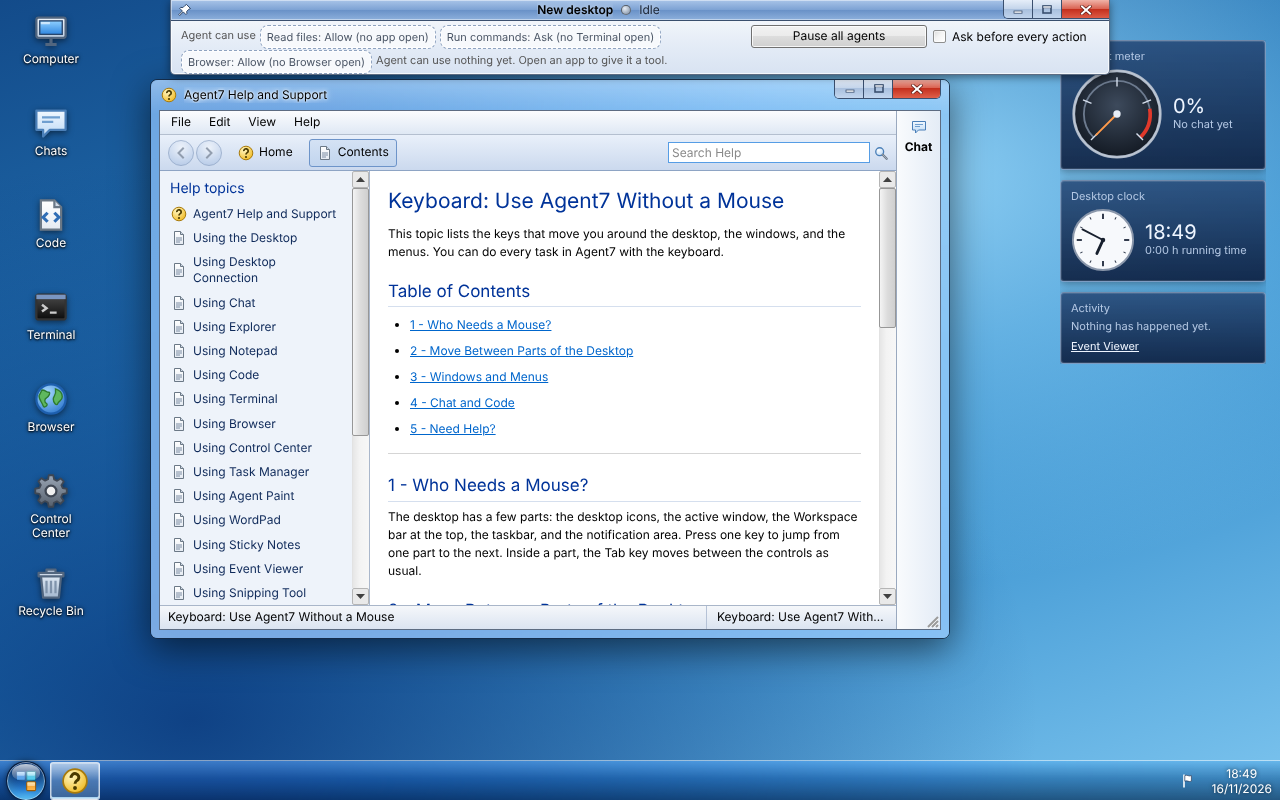 New desktop Idle
Agent can use Read files: Allow (no app open) Run commands: Ask (no Terminal open) Pause all agents Ask before every action
Browser: Allow (no Browser open) Agent can use nothing yet. Open an app to give it a tool.
Computer
Chats
Code
Terminal
Browser
Control
Center
Recycle Bin
Agent7 Help and Support
File Edit View Help
Home Contents Search Help
Chat
Help topics
Agent7 Help and Support
Using the Desktop
Using Desktop
Connection
Using Chat
Using Explorer
Using Notepad
Using Code
Using Terminal
Using Browser
Using Control Center
Using Task Manager
Using Agent Paint
Using WordPad
Using Sticky Notes
Using Event Viewer
Using Snipping Tool
Keyboard: Use Agent7 Without a Mouse
This topic lists the keys that move you around the desktop, the windows, and the
menus. You can do every task in Agent7 with the keyboard.
Table of Contents
1 - Who Needs a Mouse?
2 - Move Between Parts of the Desktop
3 - Windows and Menus
4 - Chat and Code
5 - Need Help?
1 - Who Needs a Mouse?
The desktop has a few parts: the desktop icons, the active window, the Workspace
bar at the top, the taskbar, and the notification area. Press one key to jump from
one part to the next. Inside a part, the Tab key moves between the controls as
usual.
Keyboard: Use Agent7 Without a Mouse
Keyboard: Use Agent7 With...
meter
0%
No chat yet
Desktop clock
18:49
0:00 h running time
Activity
Nothing has happened yet.
Event Viewer
18:49
16/11/2026